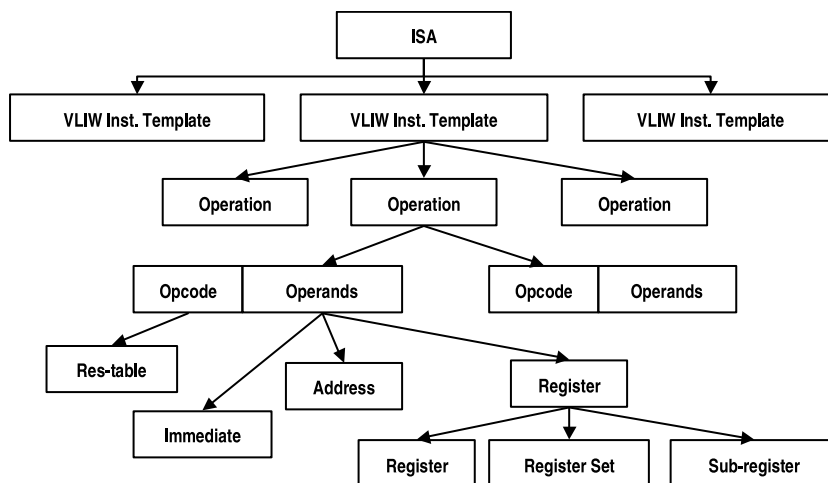 ISA
VLIW Inst. Template VLIW Inst. Template VLIW Inst. Template
Operation Operation Operation
Opcode Operands Opcode Operands
Res-table
Address Register
Immediate
Register Register Set Sub-register